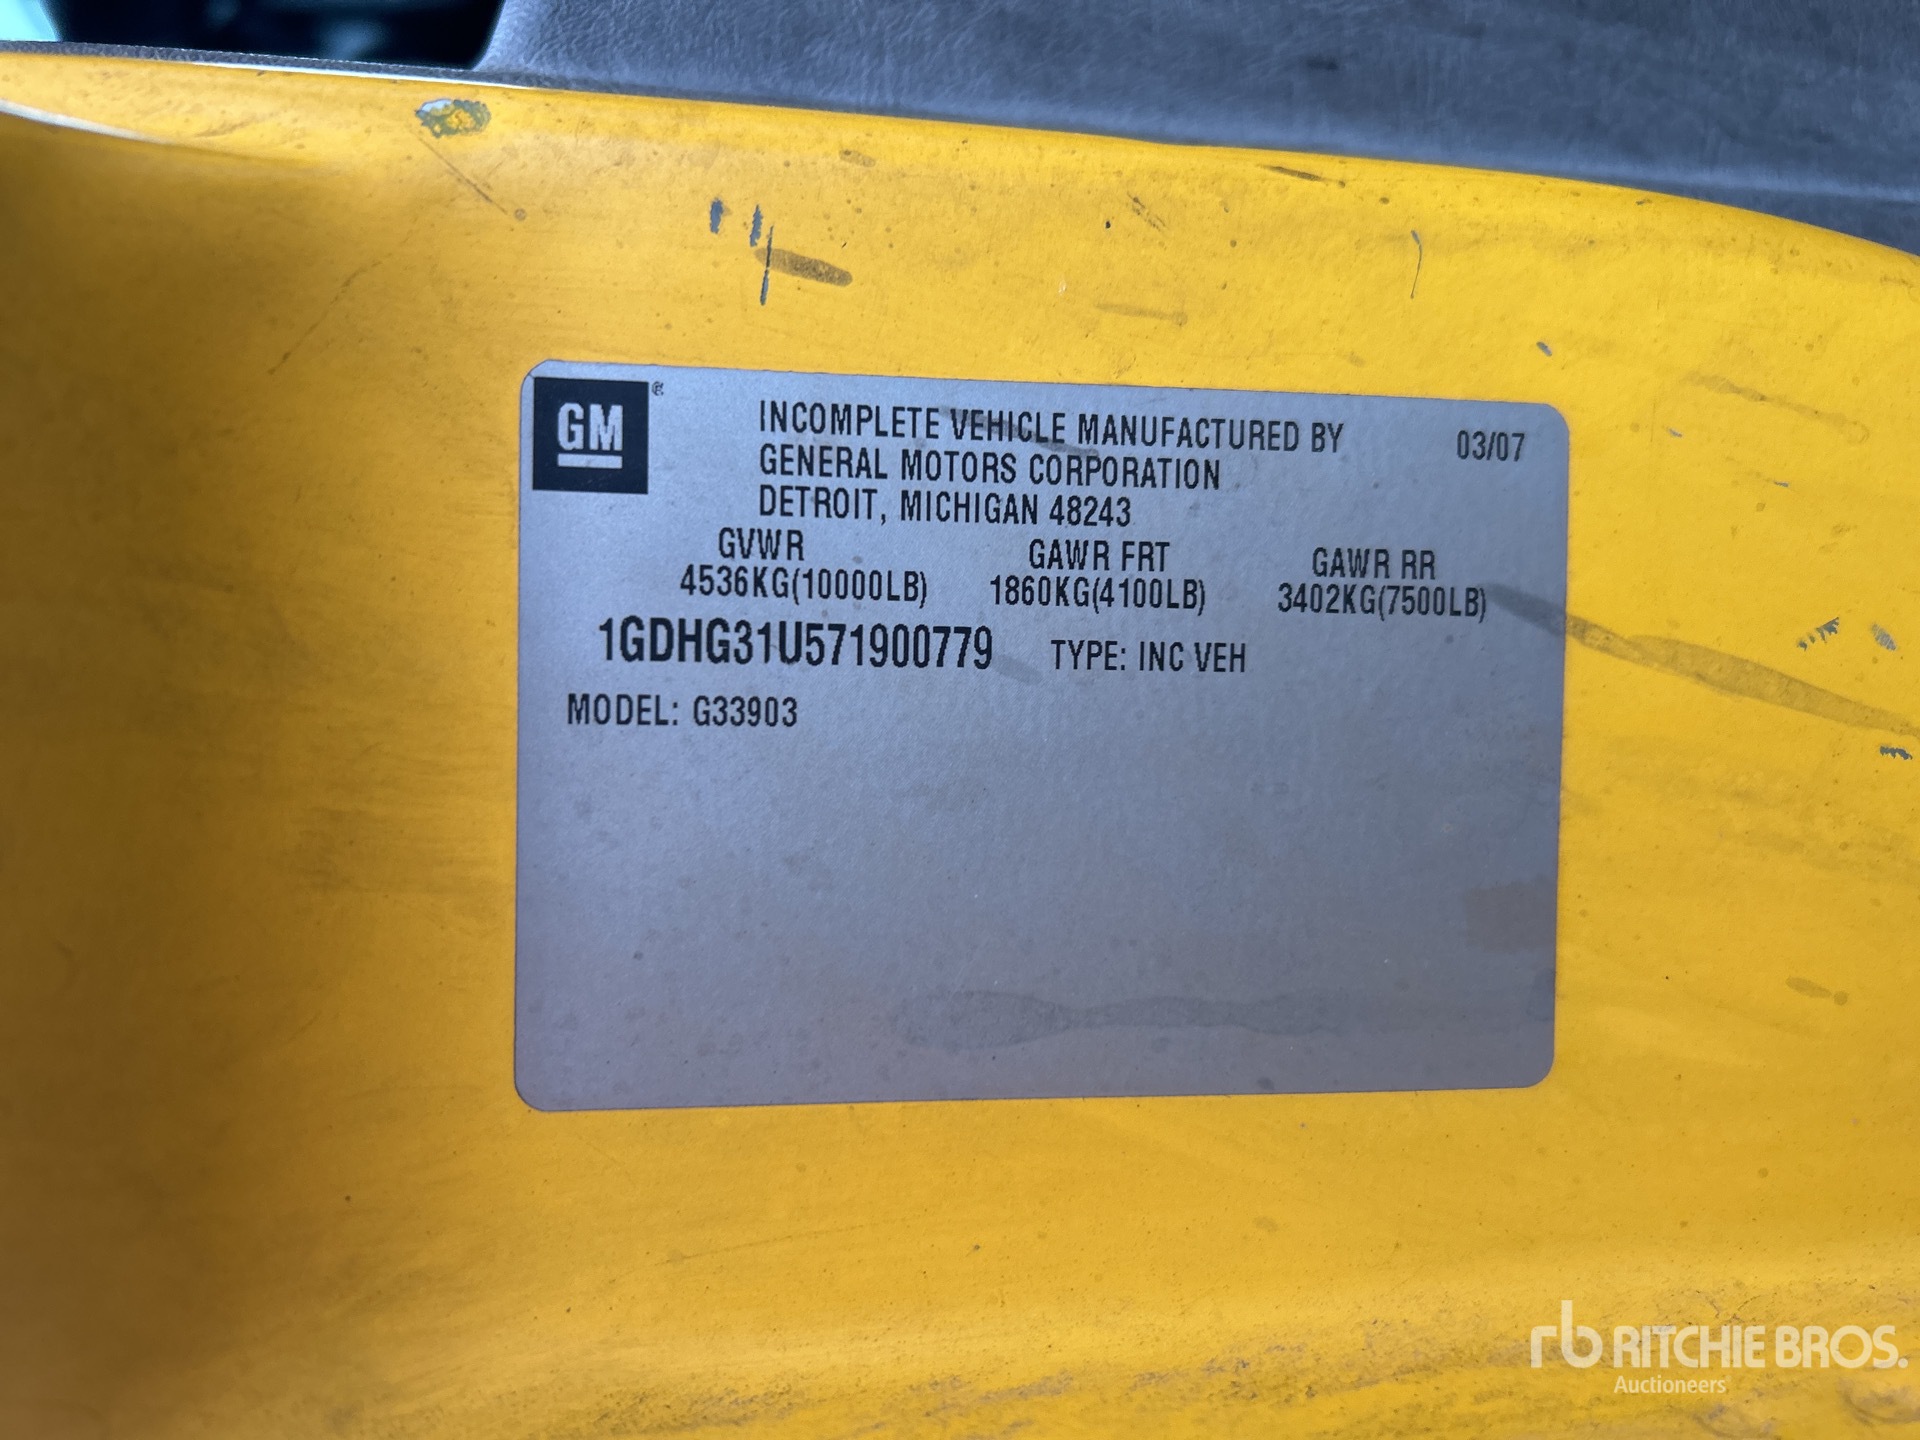 GM ®
INCOMPLETE VEHICLE MANUFACTURED BY 03/07
GENERAL MOTORS CORPORATION
DETROIT, MICHIGAN 48243
GVWR GAWR FRT GAWR RR
4536KG(10000LB) 1860KG(4100LB) 3402KG(7500LB)
1GDHG31U571900779 TYPE: INC VEH
MODEL: G33903
rb RITCHIE BROS.
Auctioneers